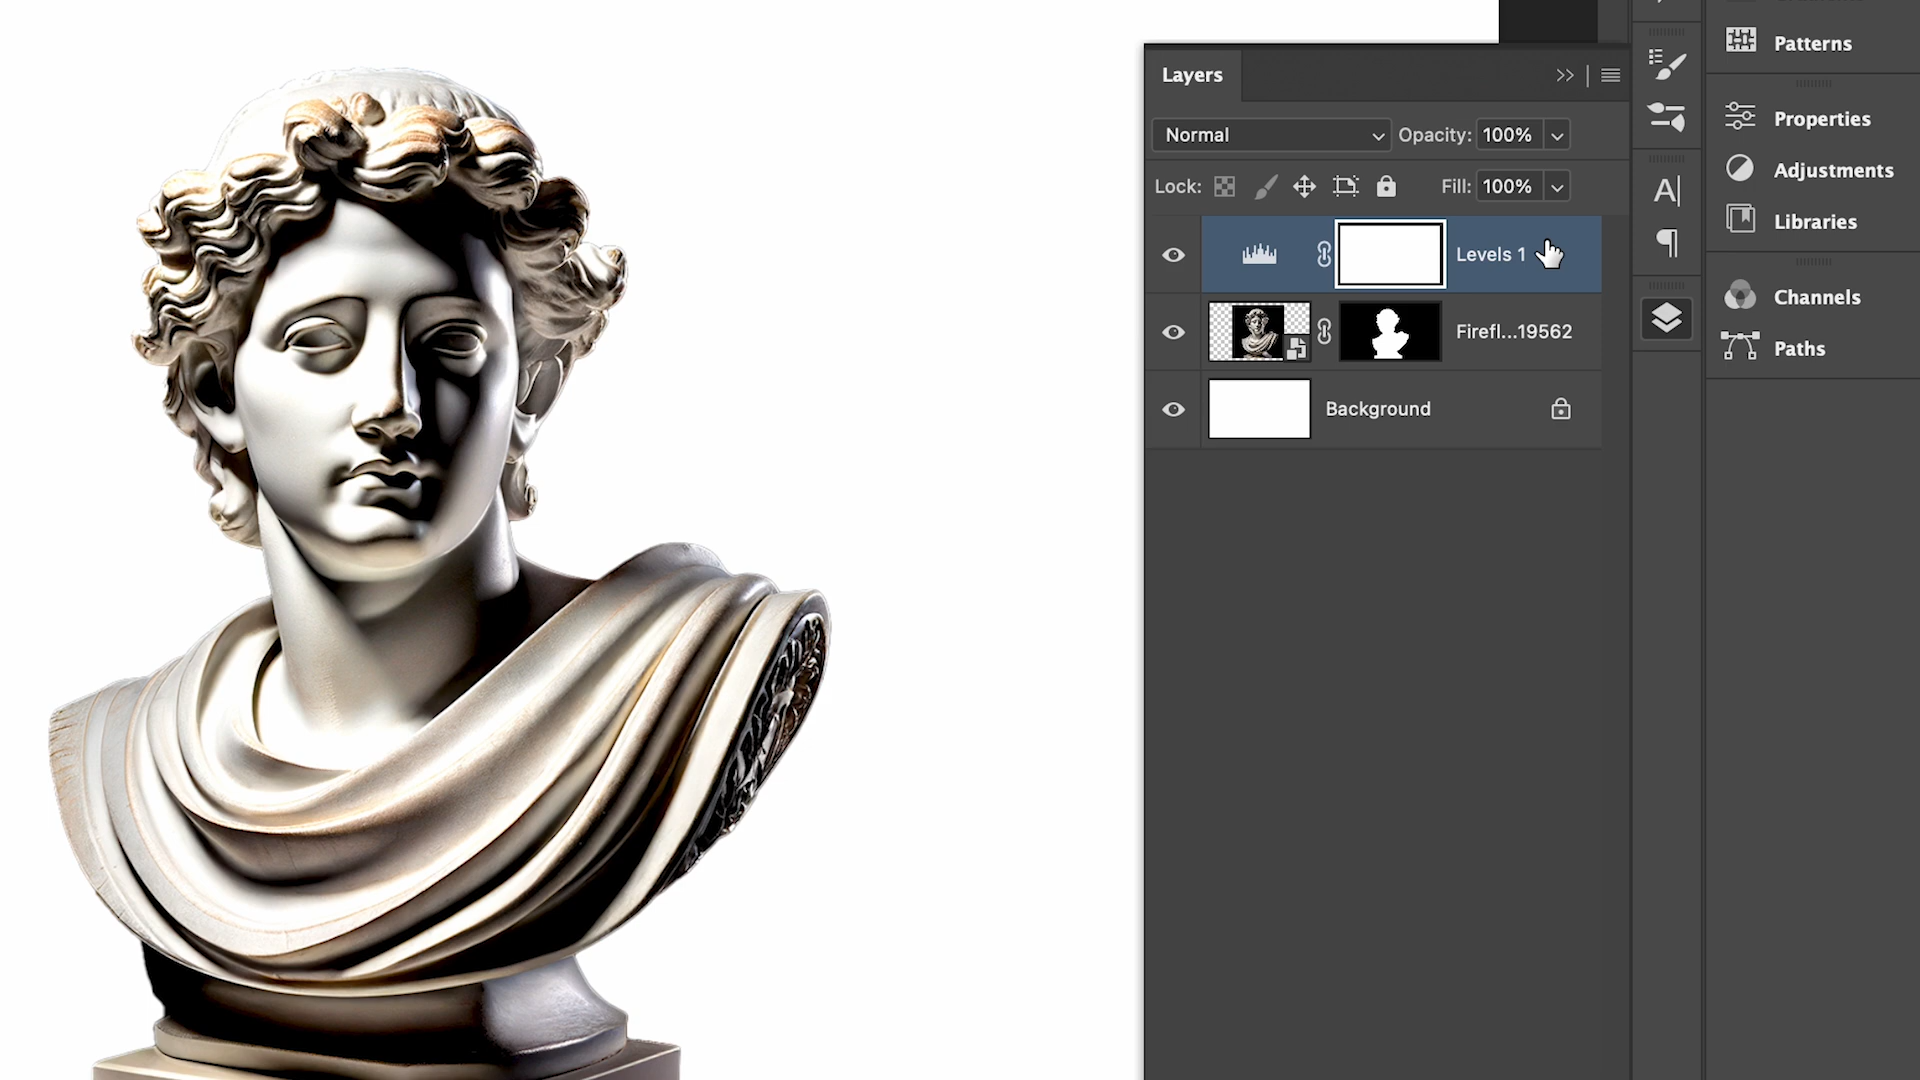 Layers
Normal
Opacity: 100%
Lock:
Fill: 100%
Levels 1
Firefl...19562
Background
A|
Patterns
Properties
Adjustments
Libraries
Channels
Paths